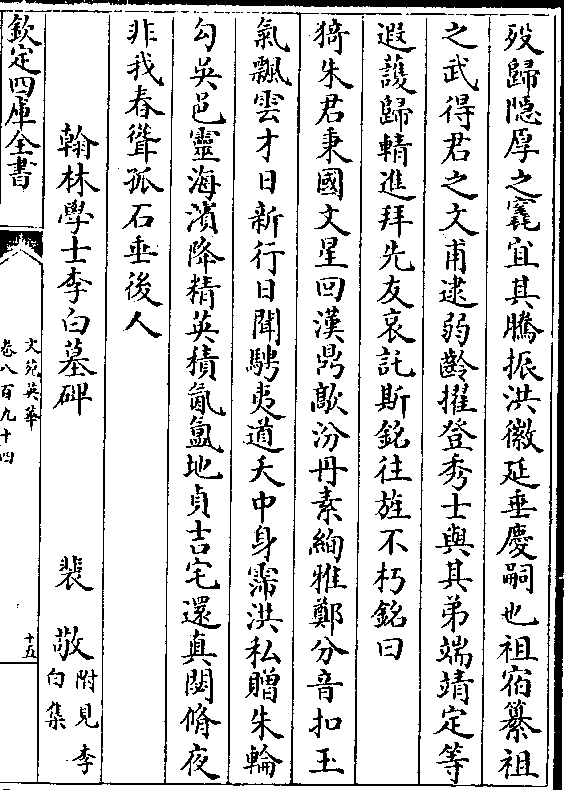 殁歸隱厚之窀宜其騰振洪徽延垂慶嗣也祖宿纂祖
之武得君之文甫逮弱齡擢登秀士與其弟端靖定等
遐䕶歸輤進拜先友哀託斯銘往旌不朽銘曰
猗朱君秉國文星回漢鼎歊汾丹素絢雅鄭分音扣玉
氣飄雲才日新行日聞騁夷道夭中身霈洪私贈朱輪
勾吳邑靈海濱降精英積氤氳地貞吉宅還真閟脩夜
非我春聳孤石垂後人
翰林學士李白墓碑 裴敬 附見李白集
欽定四庫全書
文苑英華
卷八百九十四
十五